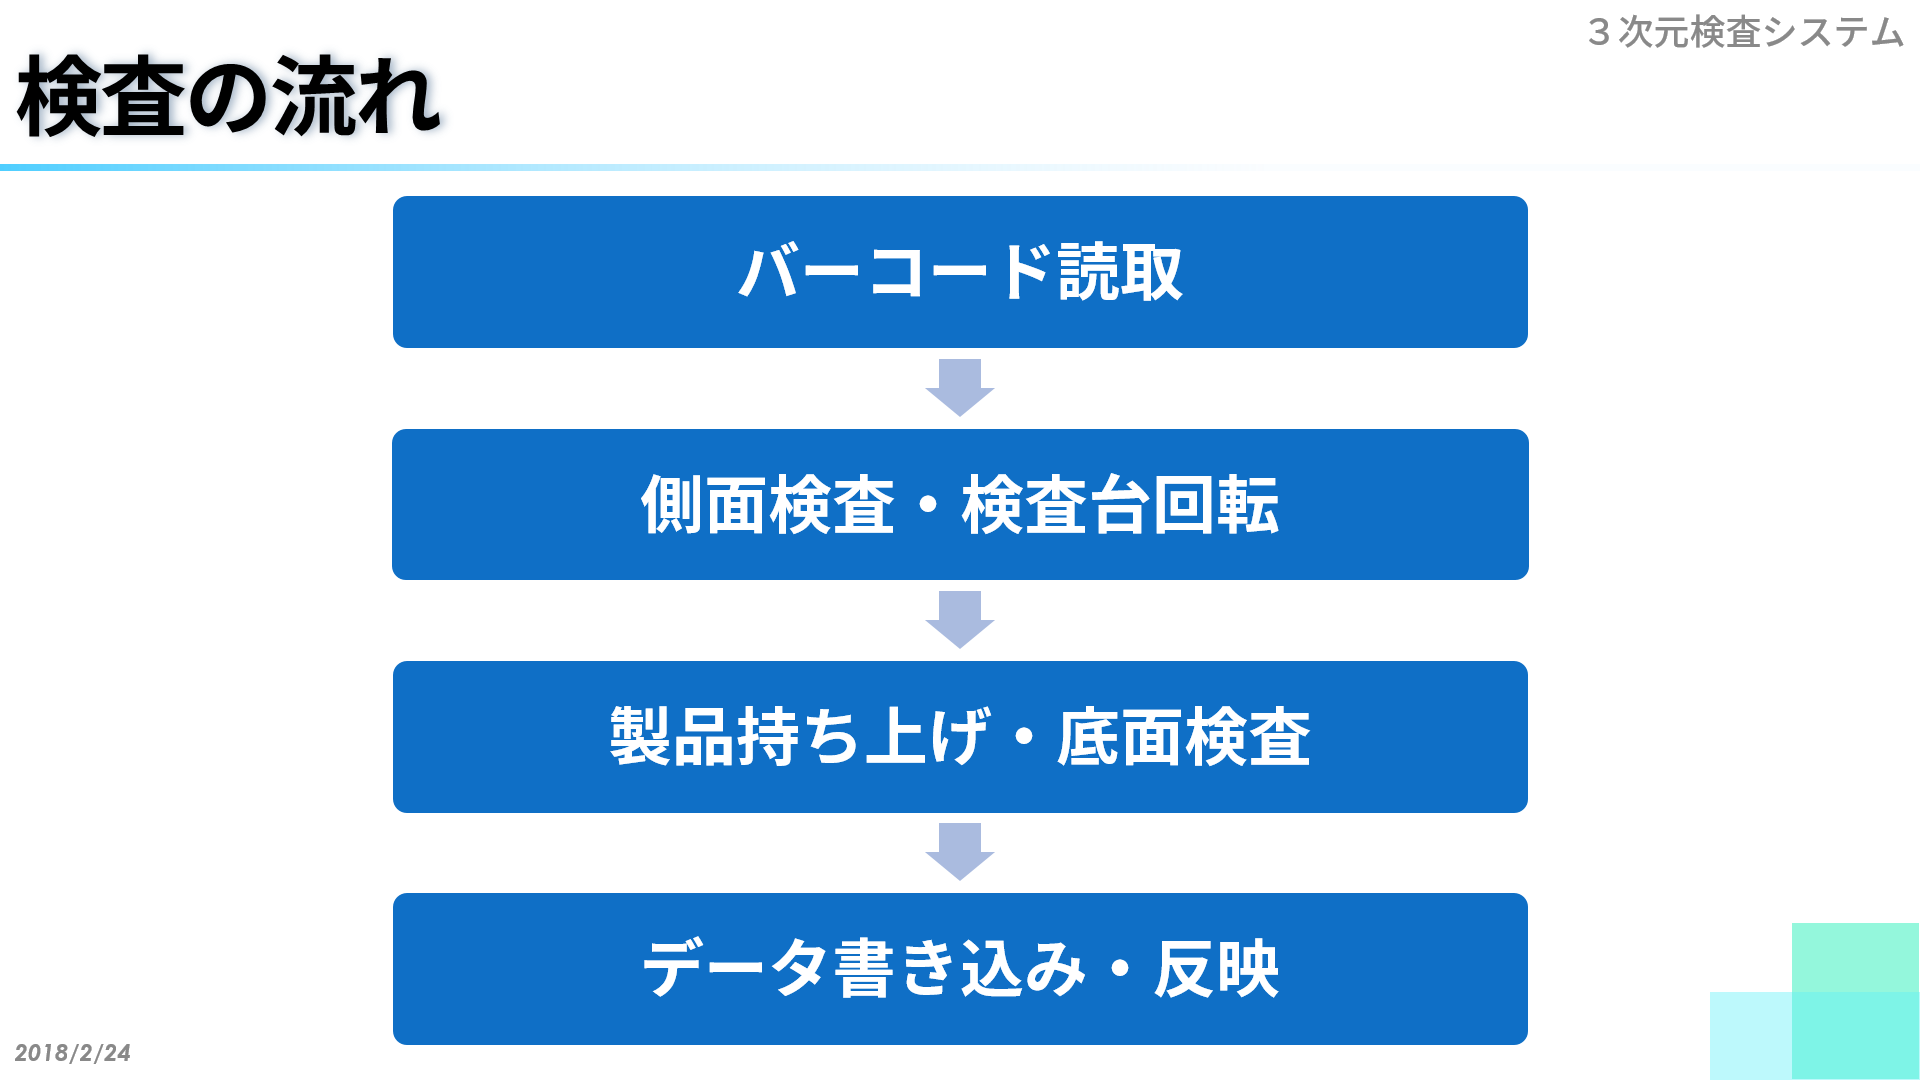 ３次元検査システム
検査の流れ
バーコード読取
側面検査・検査台回転
製品持ち上げ・底面検査
データ書き込み・反映
2018/2/24